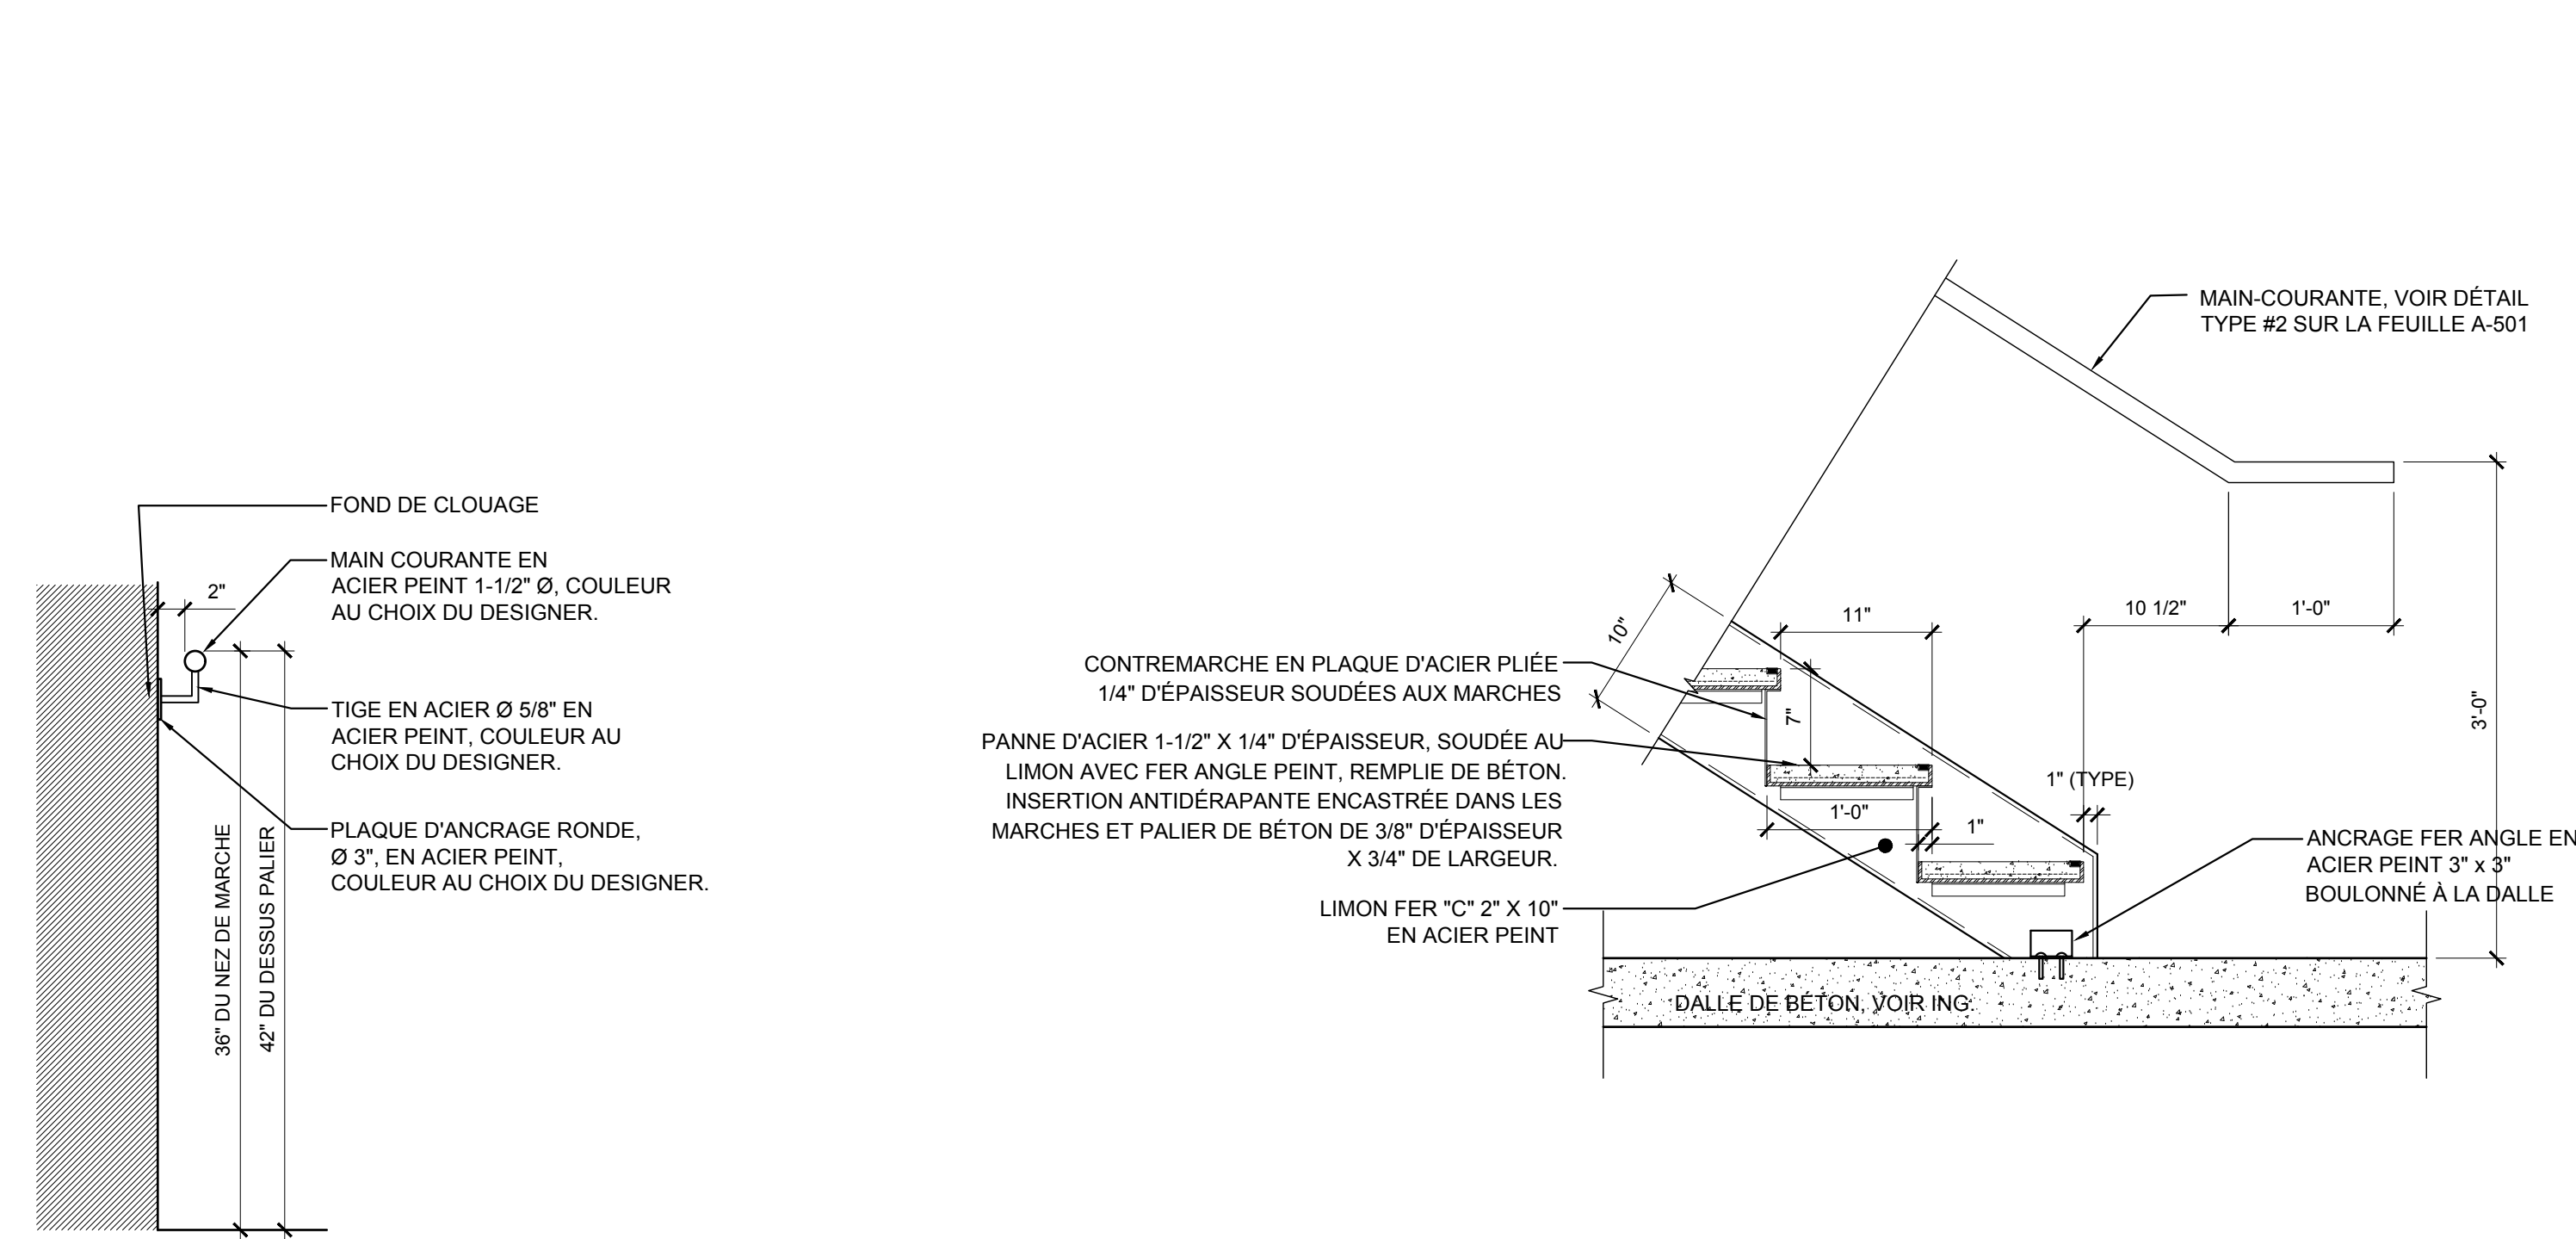 FOND DE CLOUAGE
MAIN COURANTE EN
ACIER PEINT 1-1/2" Ø, COULEUR
AU CHOIX DU DESIGNER.
2"
TIGE EN ACIER Ø 5/8" EN
ACIER PEINT, COULEUR AU
CHOIX DU DESIGNER.
PLAQUE D'ANCRAGE RONDE,
Ø 3", EN ACIER PEINT,
COULEUR AU CHOIX DU DESIGNER.
36" DU NEZ DE MARCHE
42" DU DESSUS PALIER
MAIN-COURANTE, VOIR DÉTAIL
TYPE #2 SUR LA FEUILLE A-501
10"
11"
10 1/2"
1'-0"
CONTREMARCHE EN PLAQUE D'ACIER PLIÉE
1/4" D'ÉPAISSEUR SOUDÉES AUX MARCHES
7"
3'-0"
PANNE D'ACIER 1-1/2" X 1/4" D'ÉPAISSEUR, SOUDÉE AU
LIMON AVEC FER ANGLE PEINT, REMPLIE DE BÉTON.
INSERTION ANTIDÉRAPANTE ENCASTRÉE DANS LES
MARCHES ET PALIER DE BÉTON DE 3/8" D'ÉPAISSEUR
X 3/4" DE LARGEUR.
1'-0"
1"
1" (TYPE)
ANCRAGE FER ANGLE EN
ACIER PEINT 3" x 3"
BOULONNÉ À LA DALLE
LIMON FER "C" 2" X 10"
EN ACIER PEINT
DALLE DE BÉTON, VOIR ING.